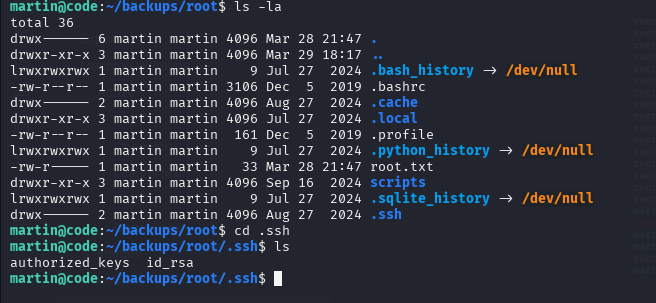 martin@code:~/backups/root$ ls -la
total 36
drwx------ 6 martin martin 4096 Mar 28 21:47 .
drwxr-xr-x 3 martin martin 4096 Mar 29 18:17 ..
lrwxrwxrwx 1 martin martin    9 Jul 27  2024 .bash_history -> /dev/null
-rw-r--r-- 1 martin martin 3106 Dec  5  2019 .bashrc
drwx------ 2 martin martin 4096 Aug 27  2024 .cache
drwxr-xr-x 3 martin martin 4096 Jul 27  2024 .local
-rw-r--r-- 1 martin martin  161 Dec  5  2019 .profile
lrwxrwxrwx 1 martin martin    9 Jul 27  2024 .python_history -> /dev/null
-rw-r----- 1 martin martin   33 Mar 28 21:47 root.txt
drwxr-xr-x 3 martin martin 4096 Sep 16  2024 scripts
lrwxrwxrwx 1 martin martin    9 Jul 27  2024 .sqlite_history -> /dev/null
drwx------ 2 martin martin 4096 Aug 27  2024 .ssh
martin@code:~/backups/root$ cd .ssh
martin@code:~/backups/root/.ssh$ ls
authorized_keys  id_rsa
martin@code:~/backups/root/.ssh$